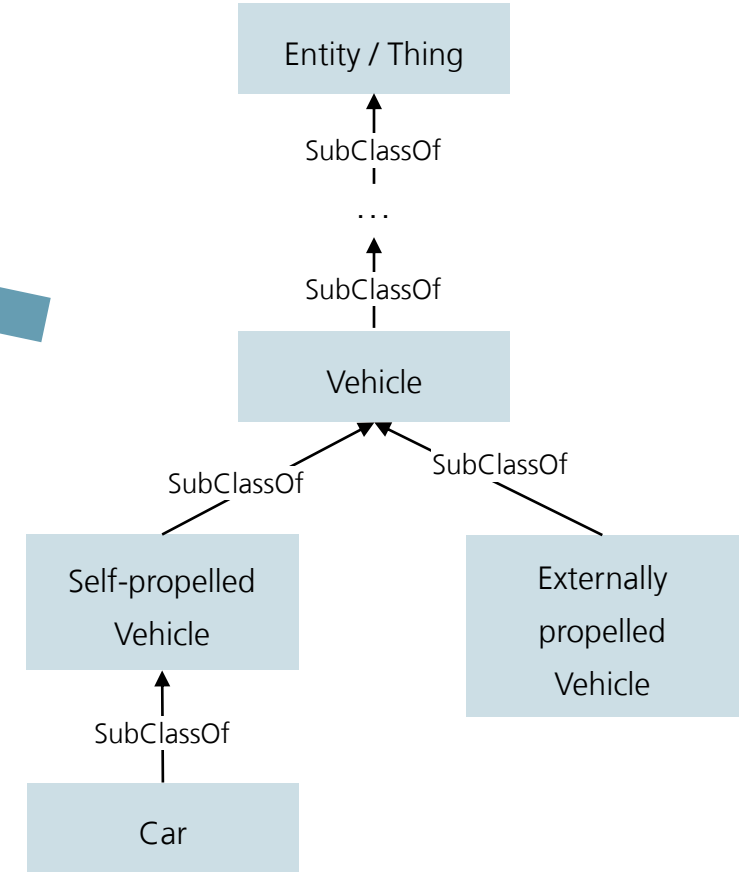 Entity / Thing
SubClassOf
...
SubClassOf
Vehicle
SubClassOf
SubClassOf
Self-propelled
Vehicle
Externally
propelled
Vehicle
SubClassOf
Car